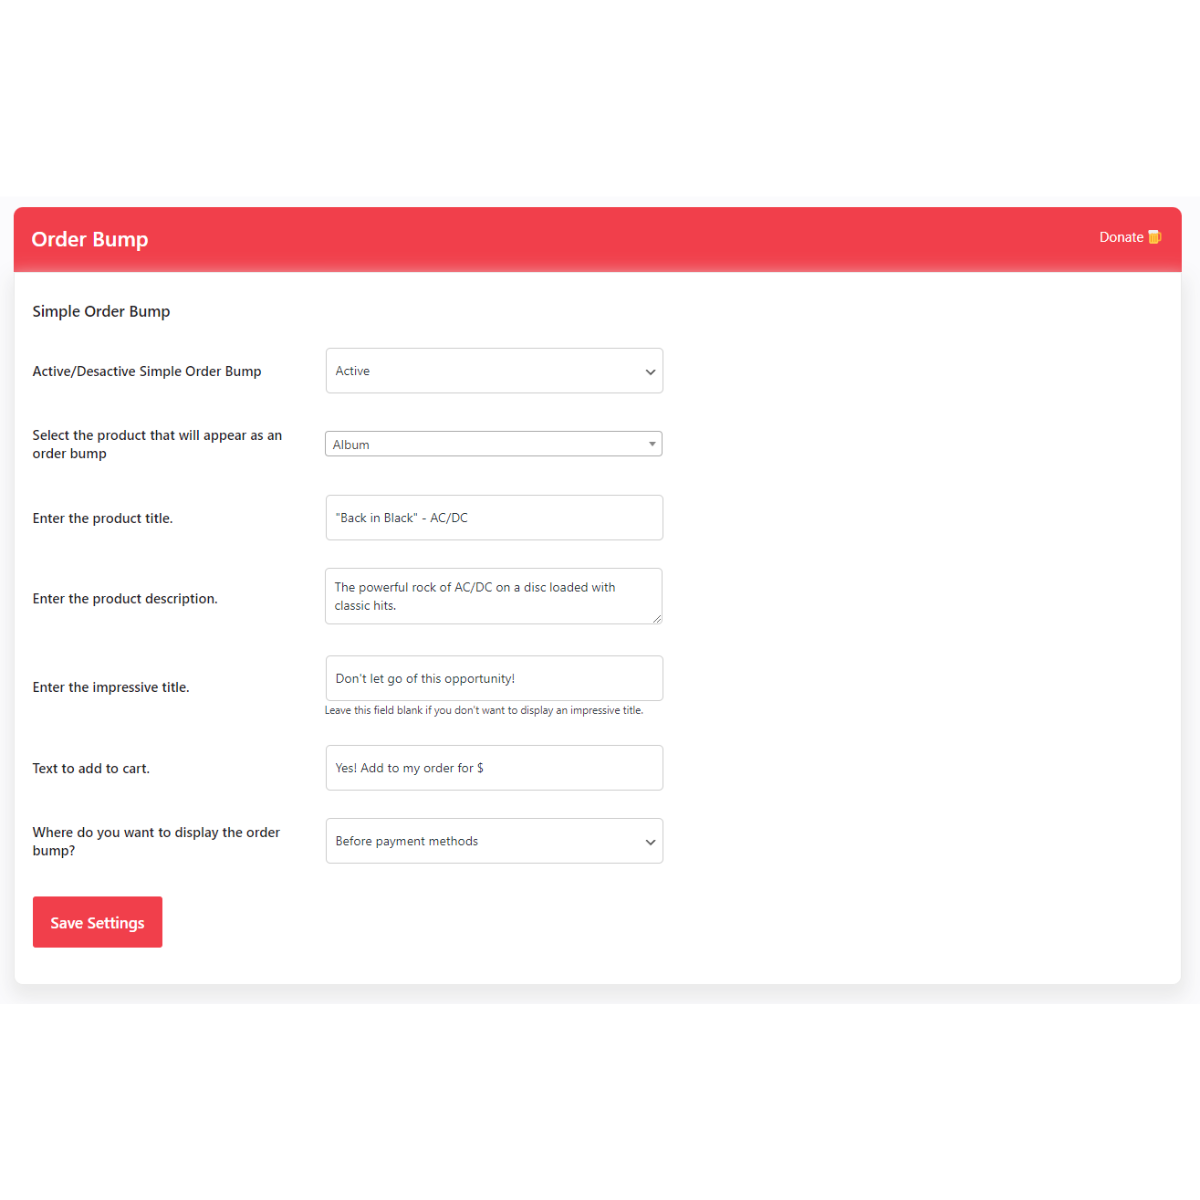 Order Bump
Donate 🍺
Simple Order Bump
Active/Desactive Simple Order Bump
Active
Select the product that will appear as an
order bump
Album
Enter the product title.
"Back in Black" - AC/DC
Enter the product description.
The powerful rock of AC/DC on a disc loaded with
classic hits.
Enter the impressive title.
Don't let go of this opportunity!
Leave this field blank if you don't want to display an impressive title.
Text to add to cart.
Yes! Add to my order for $
Where do you want to display the order
bump?
Before payment methods
Save Settings